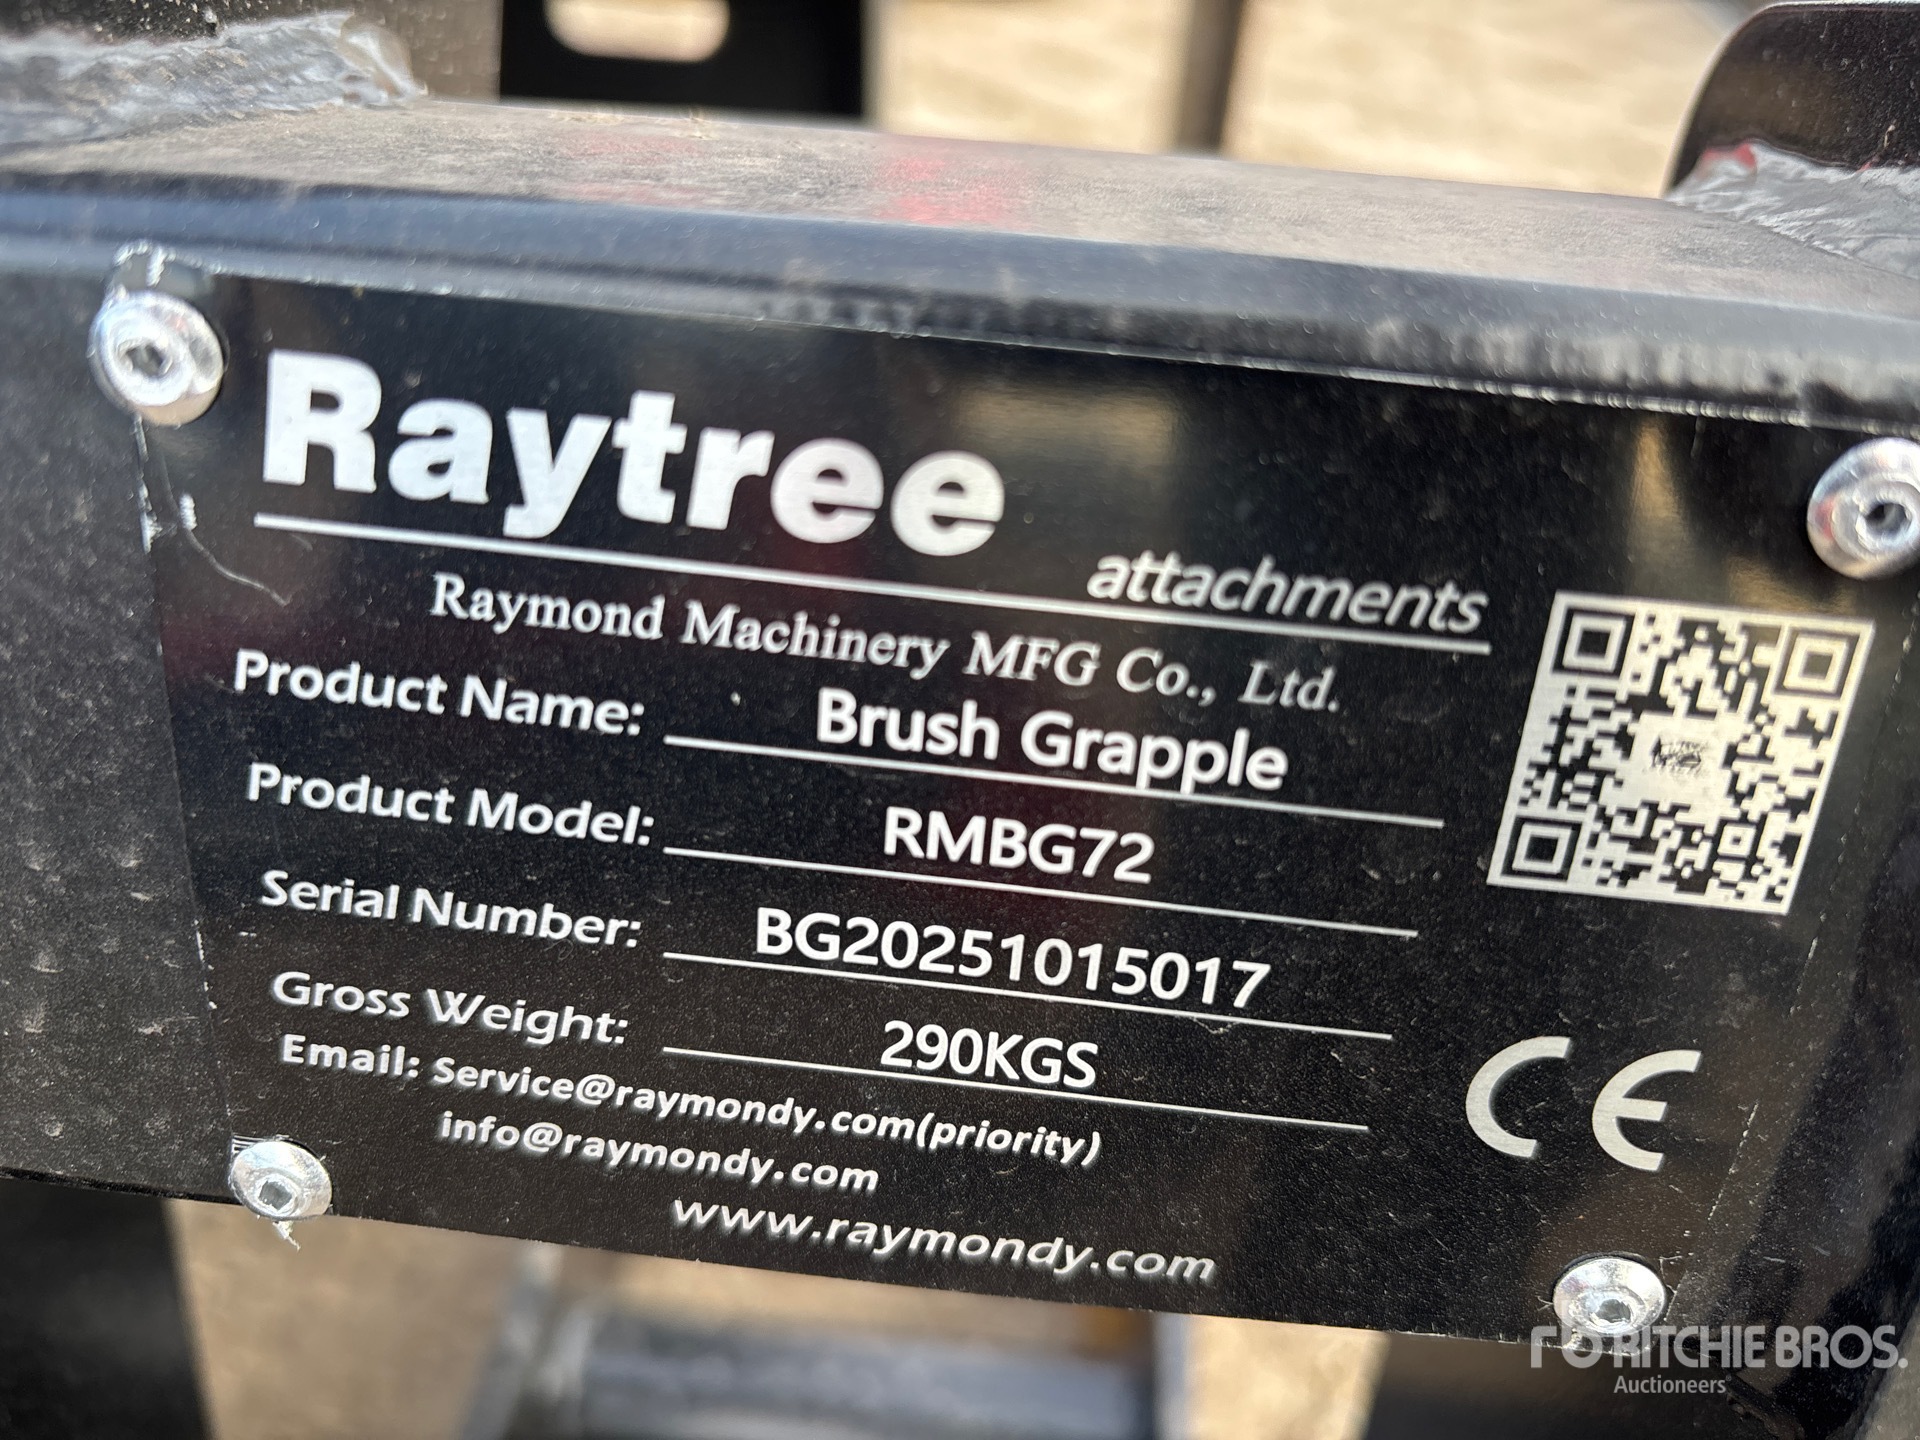 Raytree
attachments
Raymond Machinery MFG Co., Ltd.
Product Name: Brush Grapple
Product Model: RMBG72
Serial Number: BG20251015017
Gross Weight: 290KGS
Email: Service@raymondy.com(priority)
info@raymondy.com
www.raymondy.com
CE
RITCHIE BROS.
Auctioneers